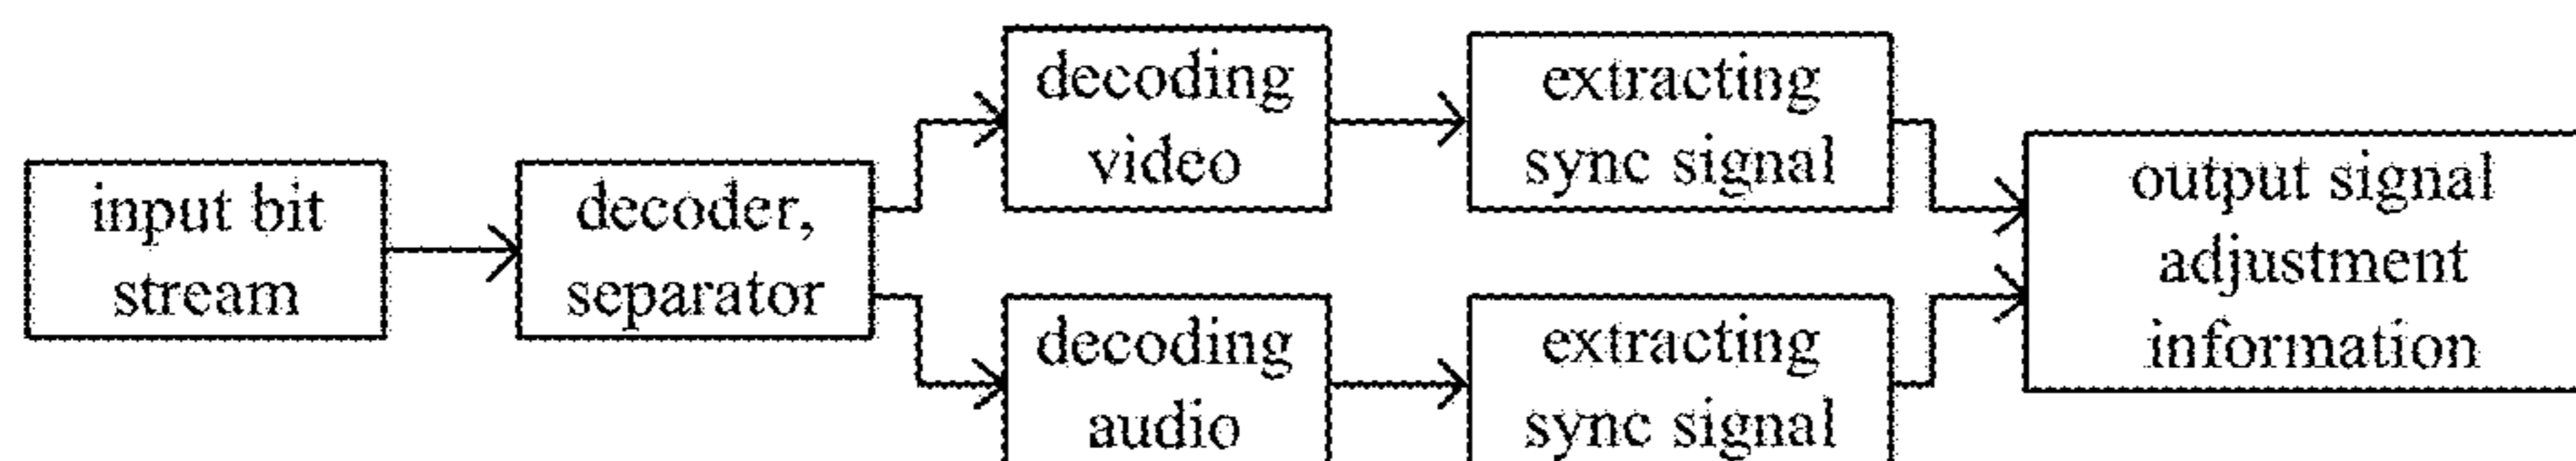 input bit
stream
decoder,
separator
decoding
video
extracting
sync signal
decoding
audio
extracting
sync signal
output signal
adjustment
information